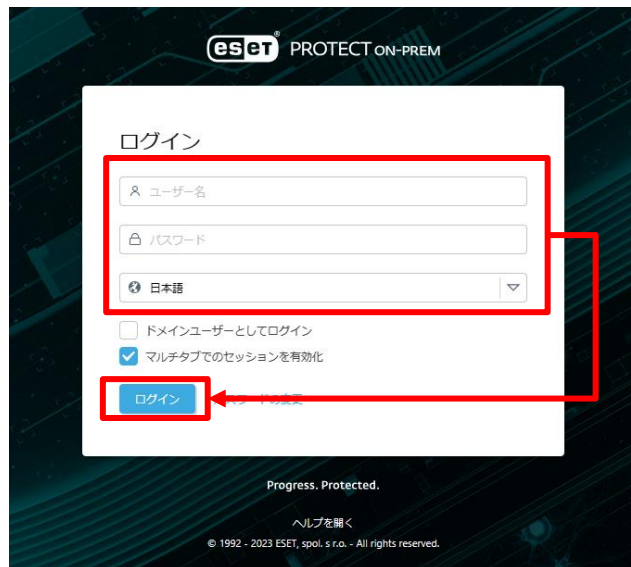 eset® PROTECT ON-PREM
ログイン
ユーザー名
パスワード
日本語
ドメインユーザーとしてログイン
マルチタブでのセッションを有効化
ログイン
Progress. Protected.
ヘルプを開く
© 1992 - 2023 ESET, spol. s r.o. - All rights reserved.